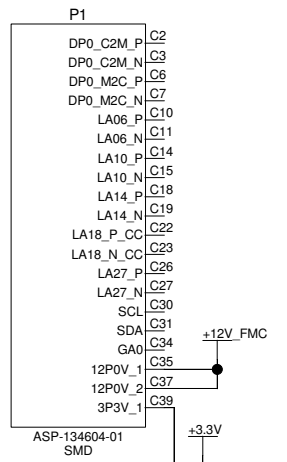 P1
DP0_C2M_P C2
DP0_C2M_N C3
DP0_M2C_P C6
DP0_M2C_N C7
LA06_P C10
LA06_N C11
LA10_P C14
LA10_N C15
LA14_P C18
LA14_N C19
LA18_P_CC C22
LA18_N_CC C23
LA27_P C26
LA27_N C27
SCL C30
SDA C31
GA0 C34
+12V_FMC
12P0V_1 C35
12P0V_2 C37
3P3V_1 C39
+3.3V
ASP-134604-01
SMD